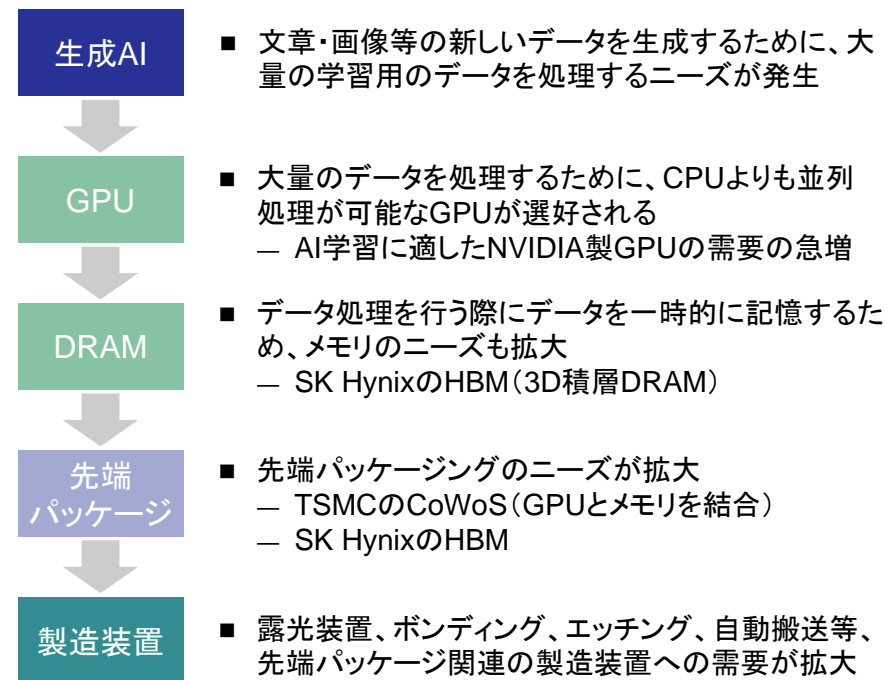 生成AI
■ 文章・画像等の新しいデータを生成するために、大
量の学習用のデータを処理するニーズが発生
GPU
■ 大量のデータを処理するために、CPUよりも並列
処理が可能なGPUが選好される
― AI学習に適したNVIDIA製GPUの需要の急増
DRAM
■ データ処理を行う際にデータを一時的に記憶するた
め、メモリのニーズも拡大
― SK HynixのHBM（3D積層DRAM）
先端
パッケージ
■ 先端パッケージングのニーズが拡大
― TSMCのCoWoS（GPUとメモリを結合）
― SK HynixのHBM
製造装置
■ 露光装置、ボンディング、エッチング、自動搬送等、
先端パッケージ関連の製造装置への需要が拡大